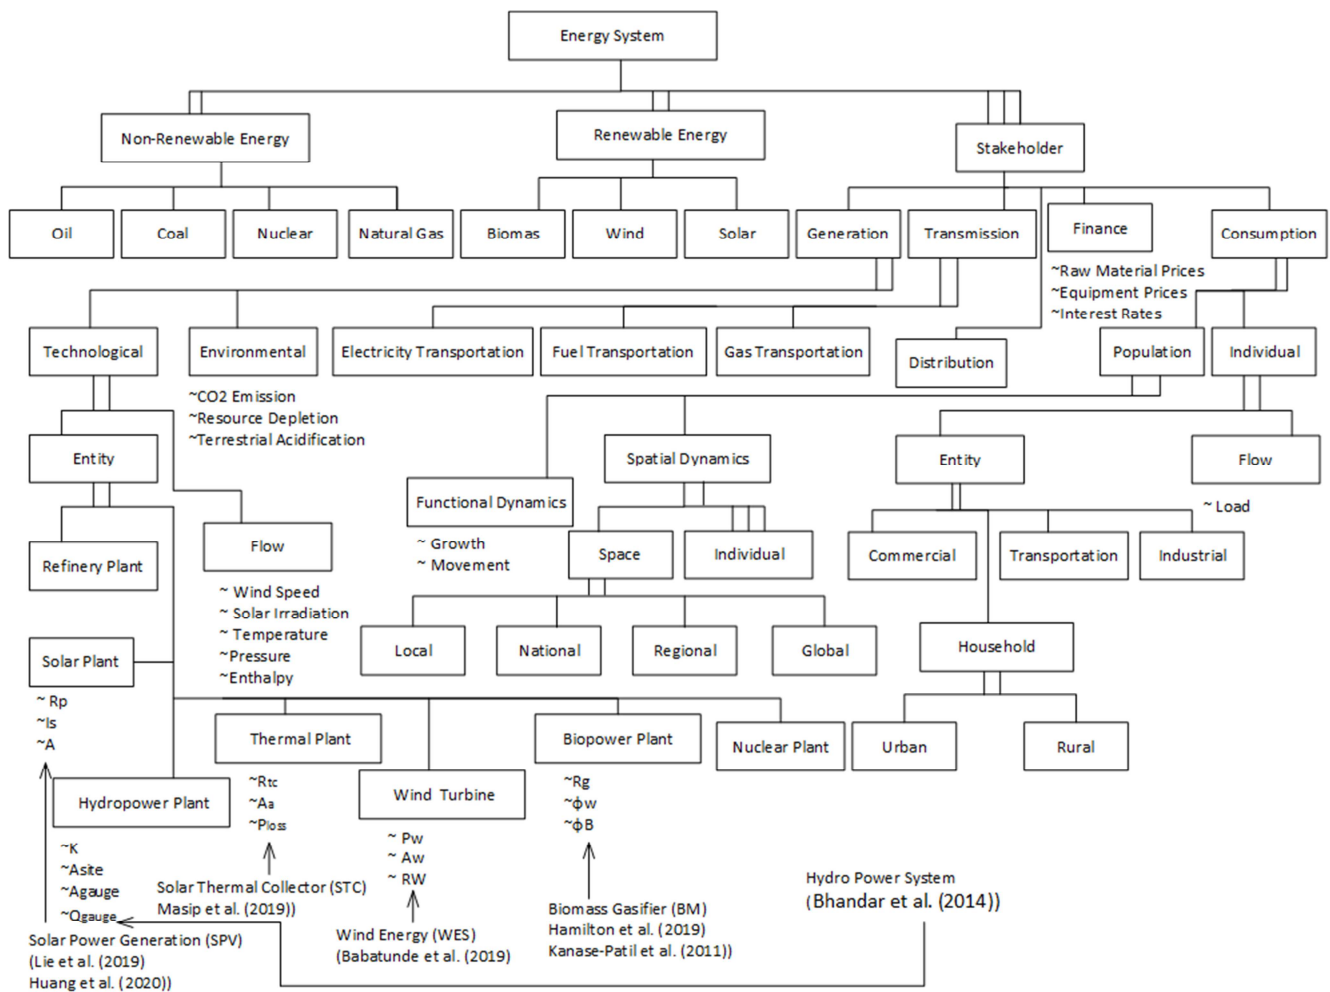 Energy System
Non-Renewable Energy
Renewable Energy
Stakeholder
Oil
Coal
Nuclear
Natural Gas
Biomas
Wind
Solar
Generation
Transmission
Finance
Consumption
~Raw Material Prices
~Equipment Prices
~Interest Rates
Technological
Environmental
Electricity Transportation
Fuel Transportation
Gas Transportation
Distribution
Population
Individual
~CO2 Emission
~Resource Depletion
~Terrestrial Acidification
Entity
Spatial Dynamics
Entity
Flow
Functional Dynamics
~ Load
~ Growth
~ Movement
Refinery Plant
Flow
Space
Individual
Commercial
Transportation
Industrial
~ Wind Speed
~ Solar Irradiation
~ Temperature
~Pressure
~Enthalpy
Local
National
Regional
Global
Household
Solar Plant
~ Rp
~Is
~A
Thermal Plant
Biopower Plant
Nuclear Plant
Urban
Rural
Hydropower Plant
~Rtc
~Aa
~Ploss
Wind Turbine
~Rg
~ϕw
~ϕB
~K
~Asite
~Agauge
~Qgauge
~ Pw
~ Aw
~ RW
Solar Thermal Collector (STC)
Masip et al. (2019))
Hydro Power System
(Bhandar et al. (2014))
Solar Power Generation (SPV)
(Lie et al. (2019)
Huang et al. (2020))
Wind Energy (WES)
(Babatunde et al. (2019)
Biomass Gasifier (BM)
Hamilton et al. (2019)
Kanase-Patil et al. (2011))